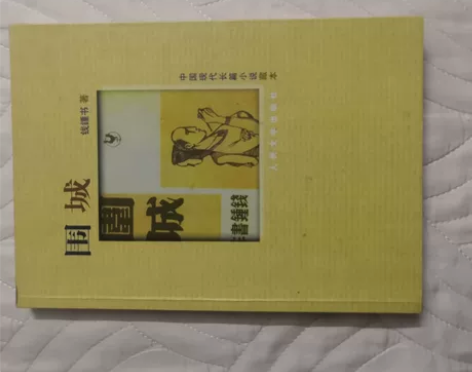 中国现代长篇小说藏本
钱锺书 著
围城
圍城
錢鍾書
人民文学出版社